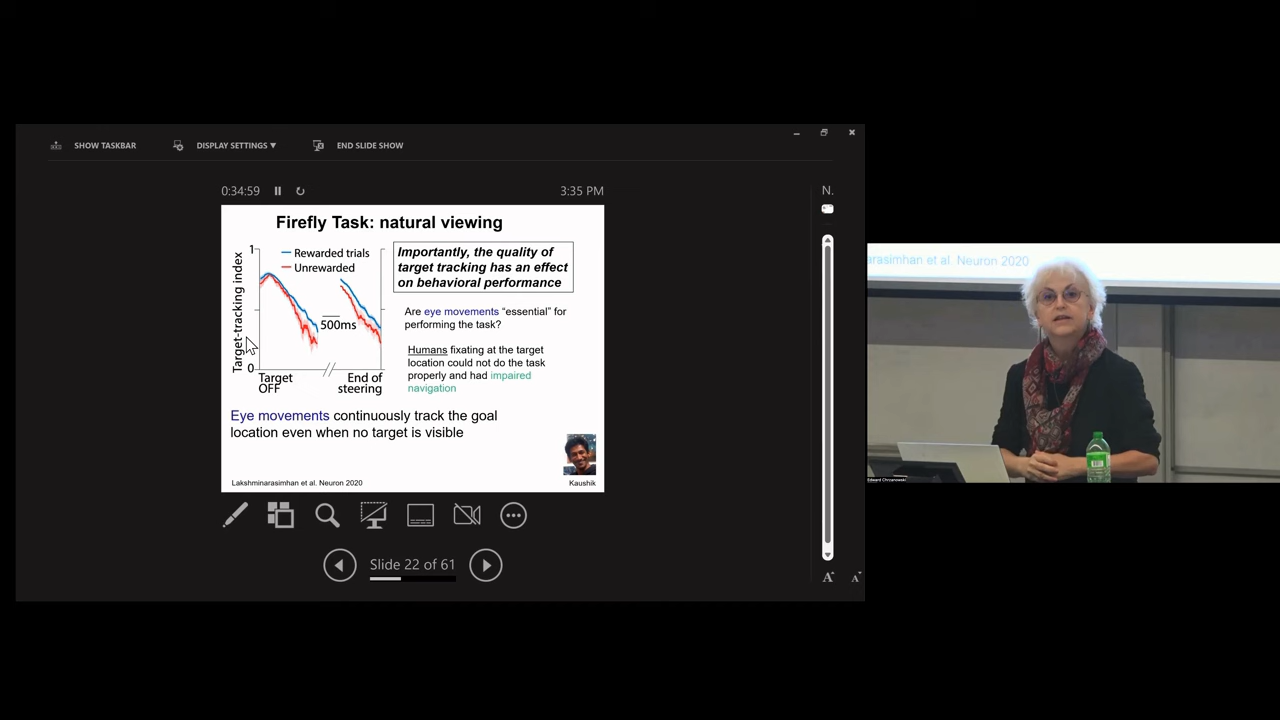 SHOW TASKBAR
DISPLAY SETTINGS ▼
END SLIDE SHOW
0:34:59
3:35 PM
N.
Firefly Task: natural viewing
Target-tracking index
1
0
Rewarded trials
Unrewarded
500ms
Target
OFF
End of
steering
Importantly, the quality of
target tracking has an effect
on behavioral performance
Are eye movements “essential” for
performing the task?
Humans fixating at the target
location could not do the task
properly and had impaired
navigation
Eye movements continuously track the goal
location even when no target is visible
Lakshminarasimhan et al. Neuron 2020
Kaushik
Slide 22 of 61
A
A
arasimhan et al. Neuron 2020
Edward Chrzanowski